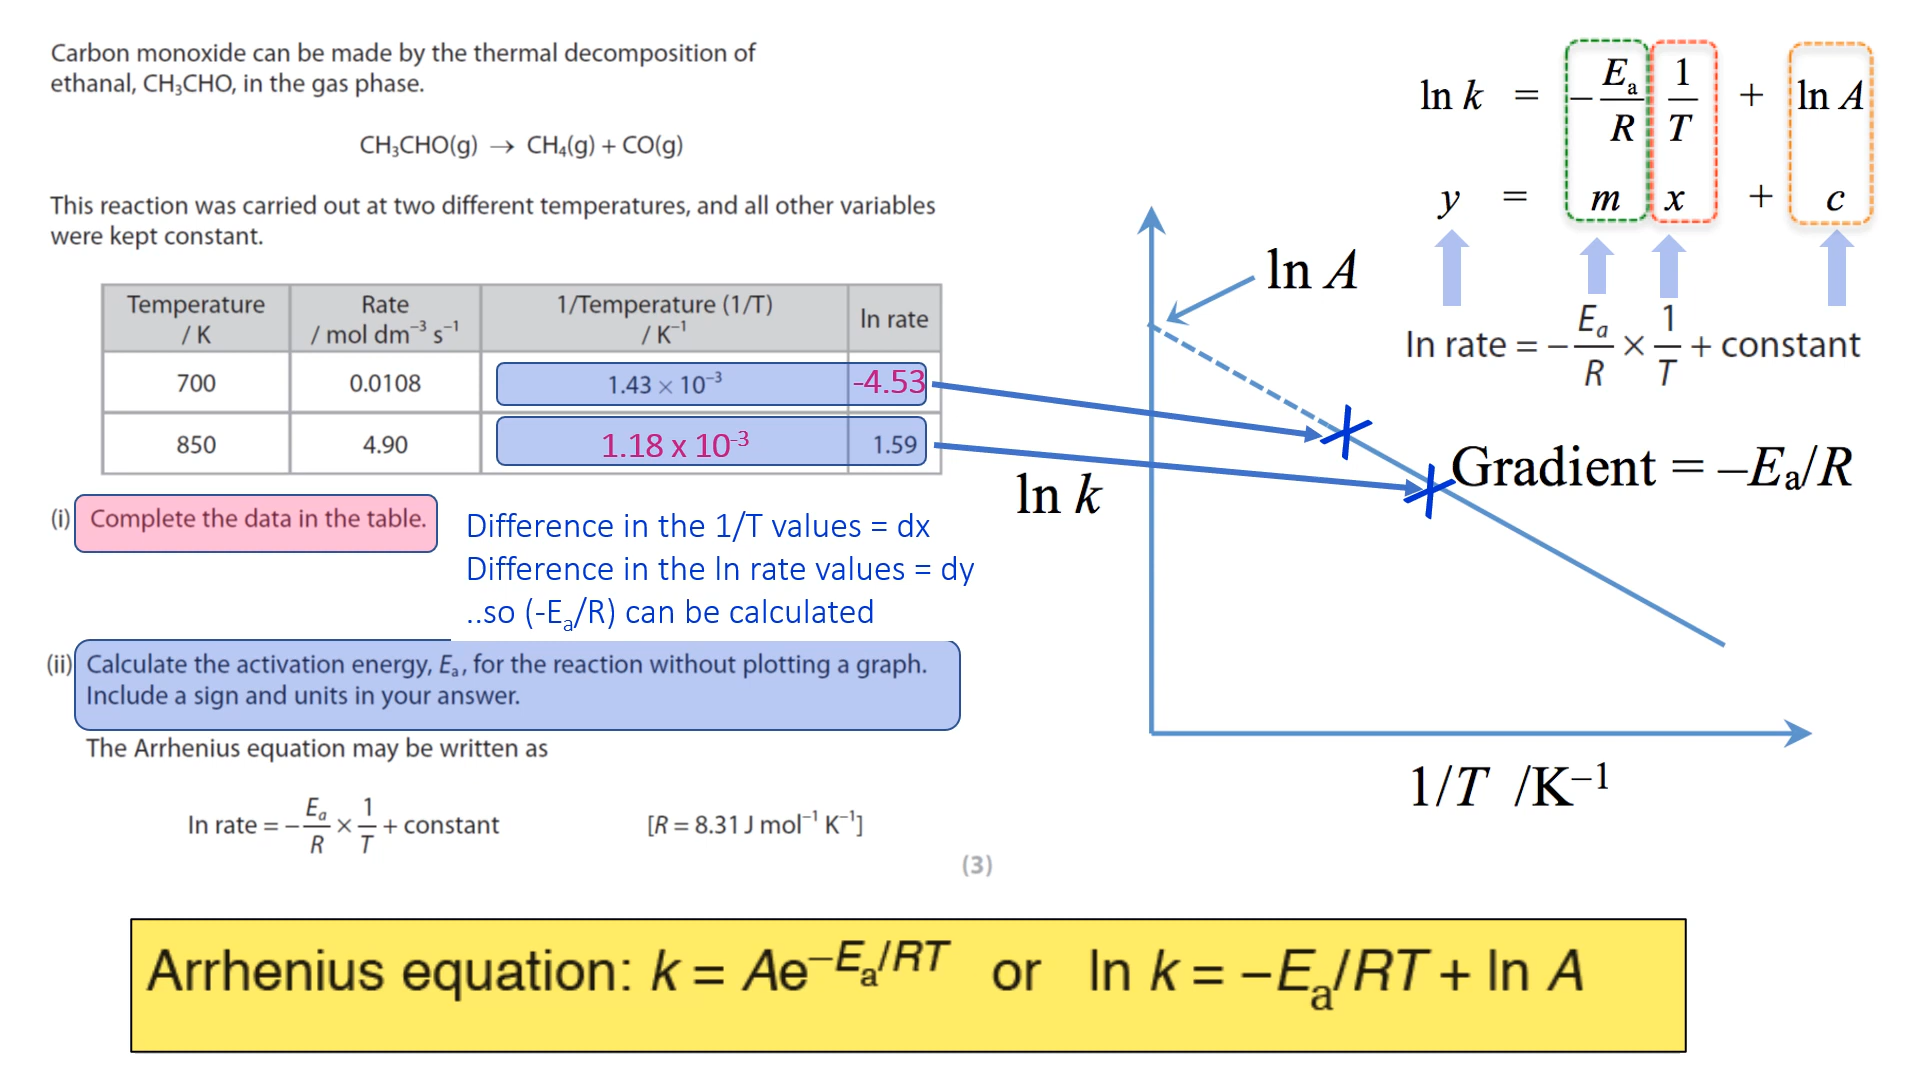 Carbon monoxide can be made by the thermal decomposition of
ethanal, CH₃CHO, in the gas phase.
CH₃CHO(g) → CH₄(g) + CO(g)
This reaction was carried out at two different temperatures, and all other variables
were kept constant.
Temperature / K | Rate / mol dm⁻³ s⁻¹ | 1/Temperature (1/T) / K⁻¹ | ln rate
700 | 0.0108 | 1.43 × 10⁻³ | -4.53
850 | 4.90 | 1.18 x 10⁻³ | 1.59
(i) Complete the data in the table.
Difference in the 1/T values = dx
Difference in the ln rate values = dy
..so (-Eₐ/R) can be calculated
(ii) Calculate the activation energy, Eₐ, for the reaction without plotting a graph.
Include a sign and units in your answer.
The Arrhenius equation may be written as
ln rate = −Eₐ/R × 1/T + constant [R = 8.31 J mol⁻¹ K⁻¹]
(3)
ln k = −Eₐ/R 1/T + ln A
y = m x + c
ln rate = −Eₐ/R × 1/T + constant
ln A
Gradient = –Eₐ/R
ln k
1/T /K⁻¹
Arrhenius equation: k = Ae^(−Eₐ/RT) or ln k = −Eₐ/RT + ln A